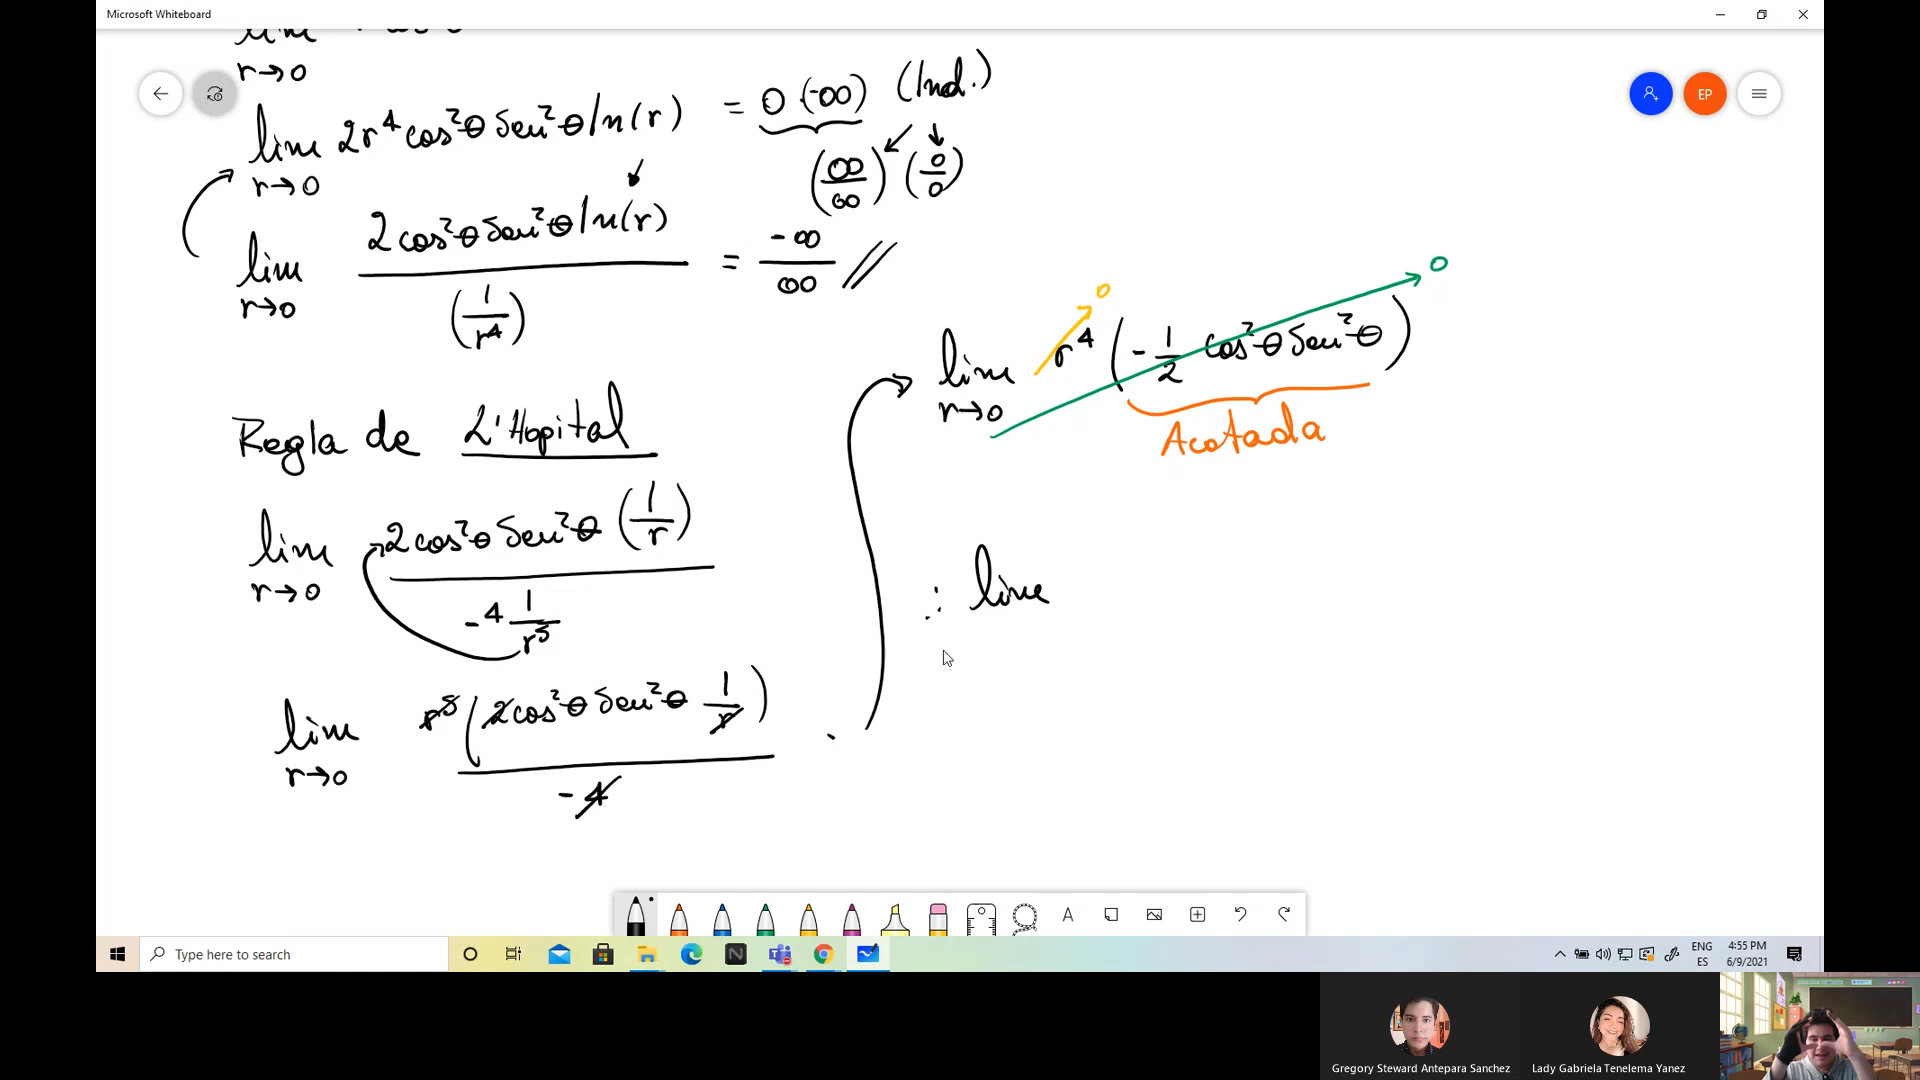 Microsoft Whiteboard
r→0
lim 2r⁴cos²θ Sen²θ ln(r) = 0 (-∞) (Ind.)
r→0
(∞/∞) (0/0)
lim 2cos²θ Sen²θ ln(r) / (1/r⁴) = -∞/∞ //
r→0
Regla de L'Hopital
lim 2cos²θ Sen²θ (1/r) / -4 1/r⁵
r→0
lim r⁵(2cos²θ Sen²θ 1/r) / -4
r→0
0 0
lim r⁴ (-1/2 cos²θ Sen²θ)
r→0
Acotada
∴ lim
EP
A
Type here to search
N
ENG
ES
4:55 PM
6/9/2021
Gregory Steward Antepara Sanchez
Lady Gabriela Tenelema Yanez